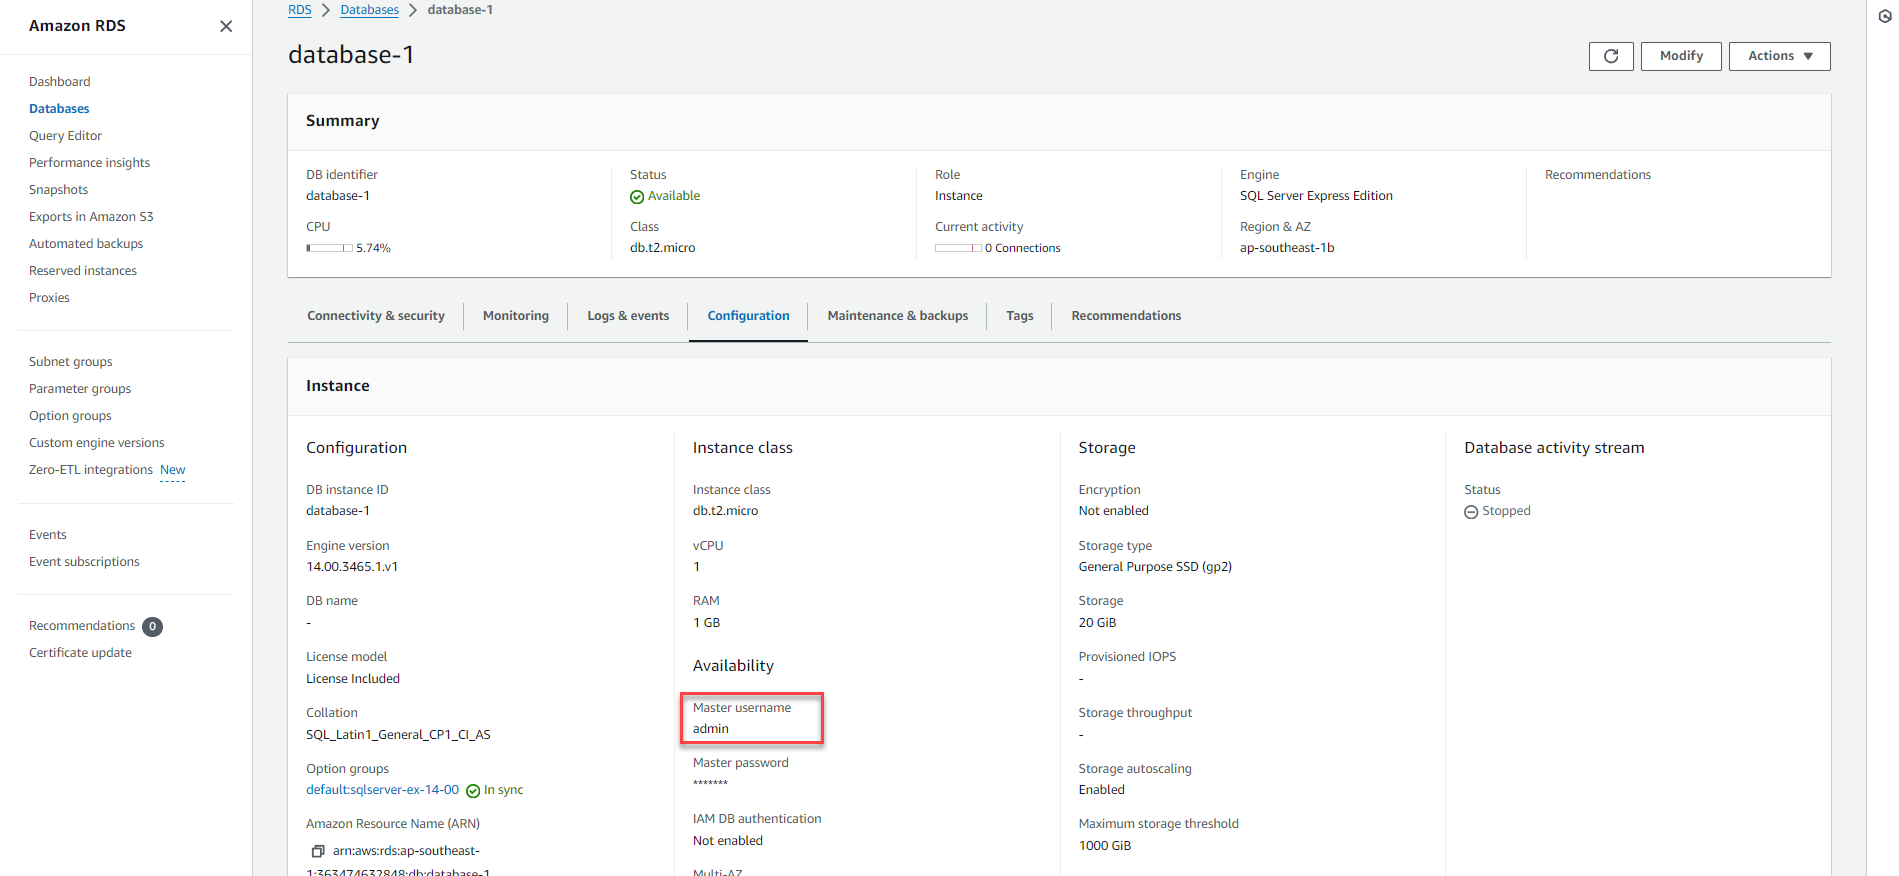 Amazon RDS
Dashboard
Databases
Query Editor
Performance insights
Snapshots
Exports in Amazon S3
Automated backups
Reserved instances
Proxies
Subnet groups
Parameter groups
Option groups
Custom engine versions
Zero-ETL integrations New
Events
Event subscriptions
Recommendations 0
Certificate update
RDS > Databases > database-1
database-1
Modify
Actions
Summary
DB identifier
database-1
CPU
5.74%
Status
Available
Class
db.t2.micro
Role
Instance
Current activity
0 Connections
Engine
SQL Server Express Edition
Region & AZ
ap-southeast-1b
Recommendations
Connectivity & security
Monitoring
Logs & events
Configuration
Maintenance & backups
Tags
Recommendations
Instance
Configuration
DB instance ID
database-1
Engine version
14.00.3465.1.v1
DB name
-
License model
License Included
Collation
SQL_Latin1_General_CP1_CI_AS
Option groups
default:sqlserver-ex-14-00 In sync
Amazon Resource Name (ARN)
arn:aws:rds:ap-southeast-
1:363474632848:db:database-1
Instance class
Instance class
db.t2.micro
vCPU
1
RAM
1 GB
Availability
Master username
admin
Master password
*******
IAM DB authentication
Not enabled
Multi-AZ
Storage
Encryption
Not enabled
Storage type
General Purpose SSD (gp2)
Storage
20 GiB
Provisioned IOPS
-
Storage throughput
-
Storage autoscaling
Enabled
Maximum storage threshold
1000 GiB
Database activity stream
Status
Stopped